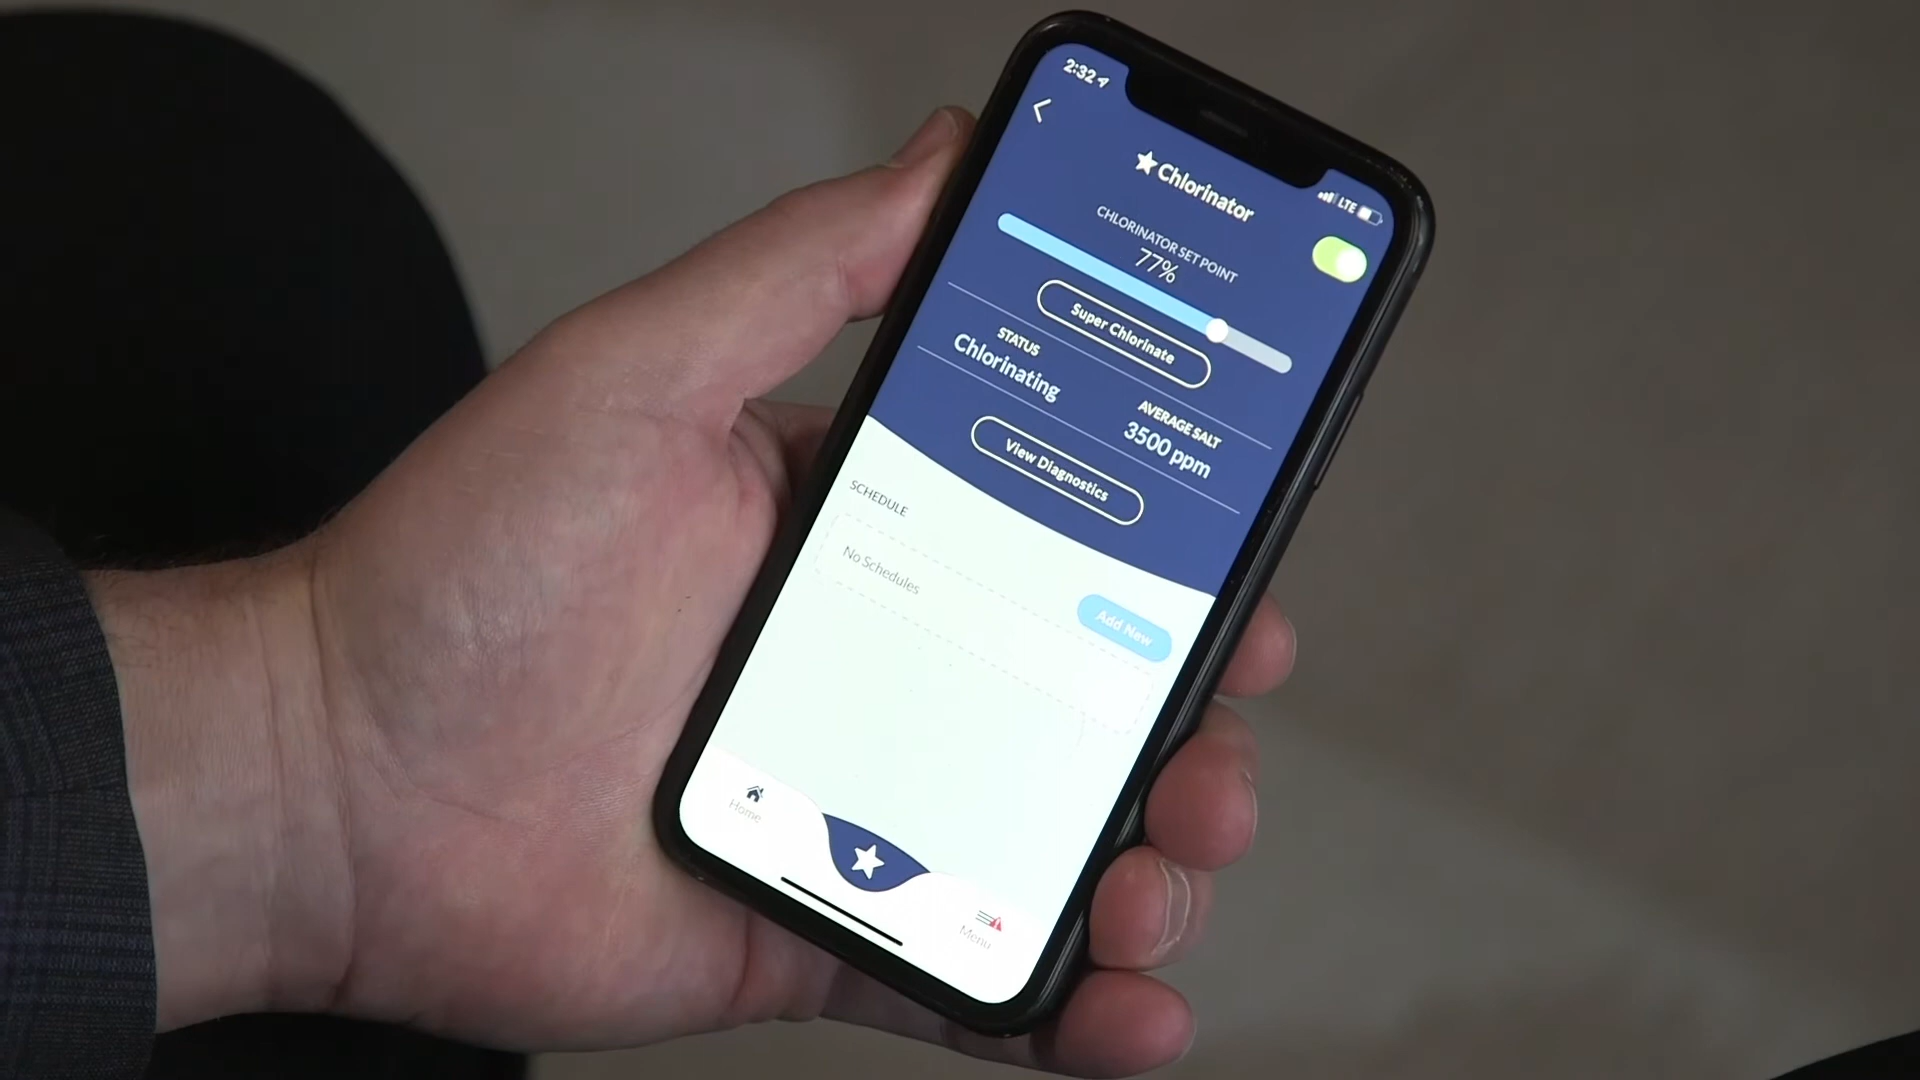 2:32
LTE
Chlorinator
CHLORINATOR SET POINT
77%
Super Chlorinate
STATUS
Chlorinating
AVERAGE SALT
3500 ppm
View Diagnostics
SCHEDULE
No Schedules
Add New
Home
Menu